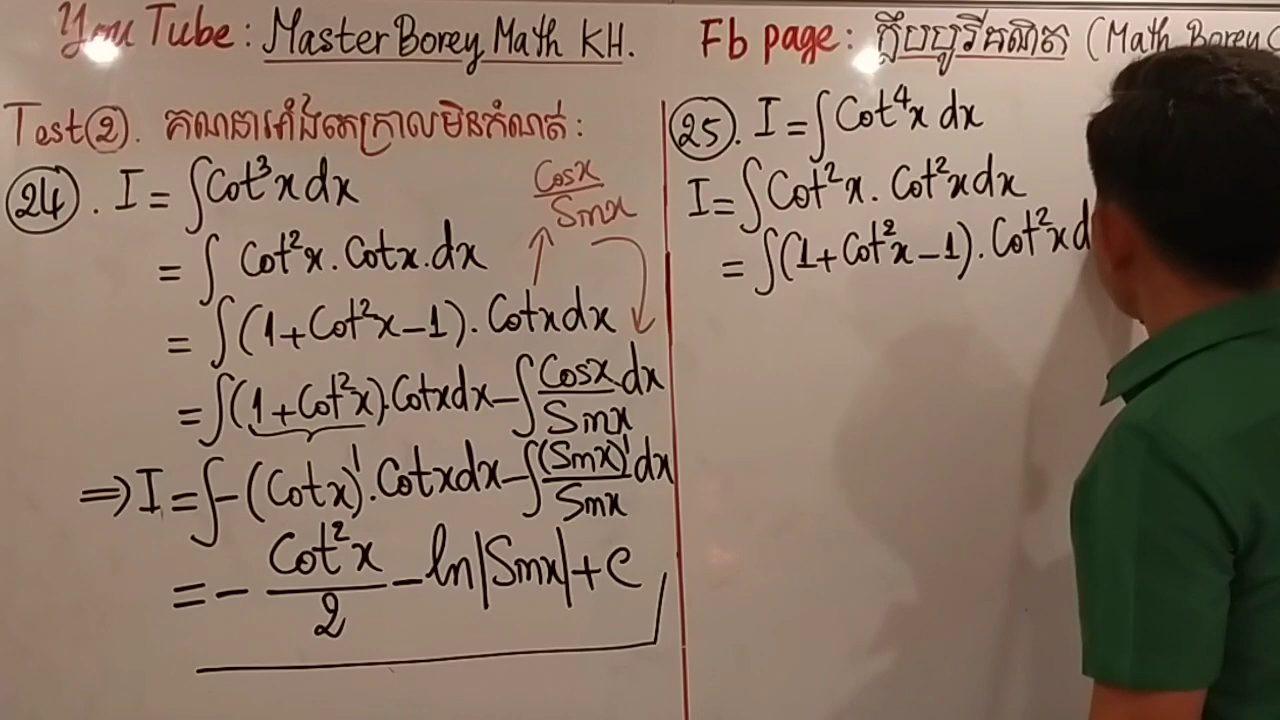 You Tube: Master Borey Math KH.
Fb page: ក្លឹបបូរីគណិត (Math Borey C
Test②. គណនាអាំងតេក្រាលមិនកំណត់:
㉔. I = ∫Cot³x dx
= ∫ Cot²x. Cotx. dx
Cosx/Sinx
= ∫(1+Cot²x-1). Cotx dx
= ∫(1+Cot²x). Cotx dx - ∫ Cosx/Sinx dx
⇒ I = ∫-(Cotx)'. Cotx dx - ∫ (Sinx)'/Sinx dx
= - Cot²x/2 - ln|Sinx| + c
㉕. I = ∫Cot⁴x dx
I = ∫Cot²x. Cot²x dx
= ∫(1+Cot²x-1). Cot²x d